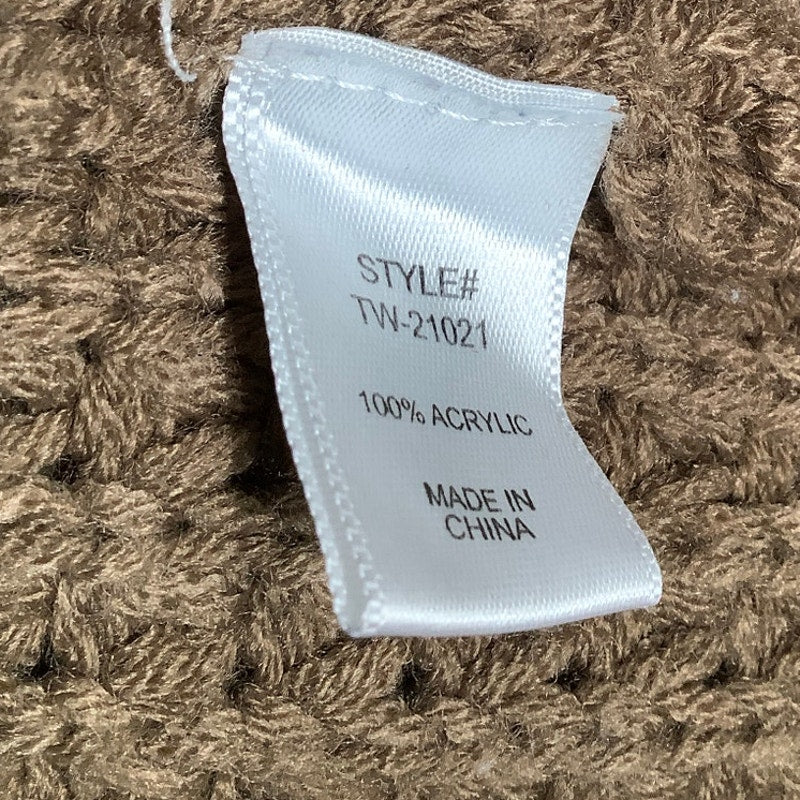 STYLE#
TW-21021
100% ACRYLIC
MADE IN
CHINA